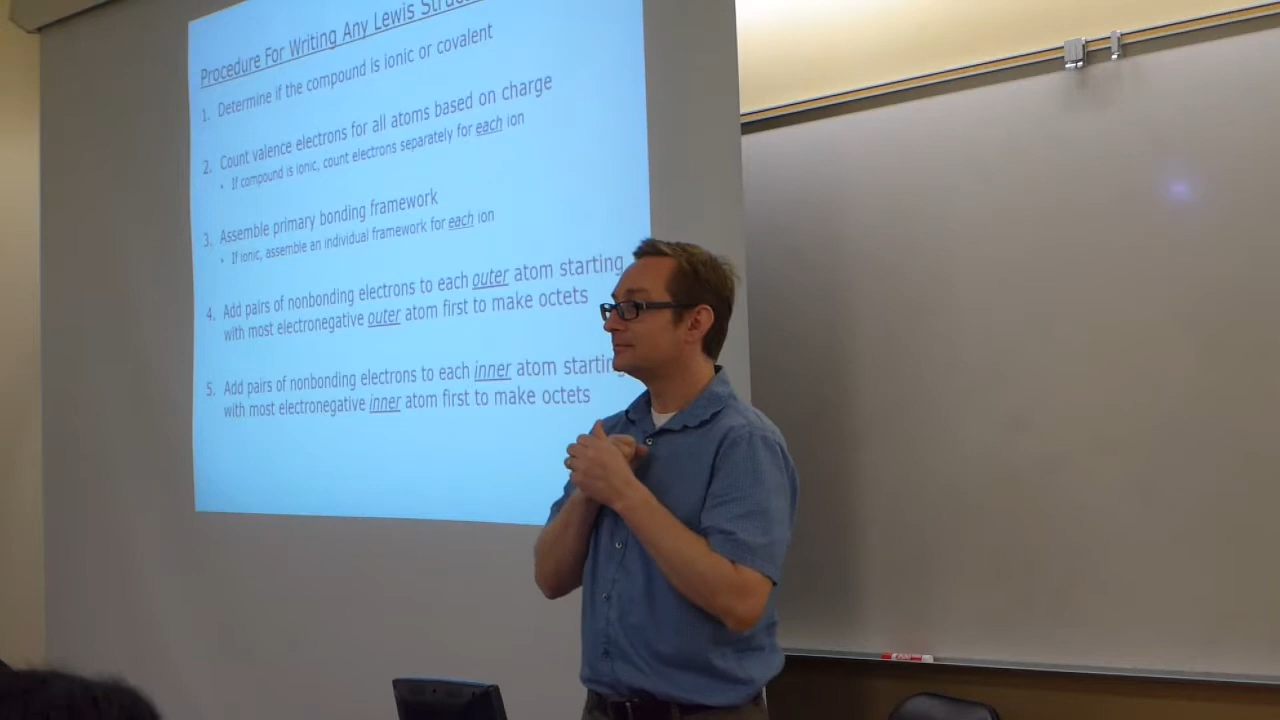 Procedure For Writing Any Lewis
1. Determine if the compound is ionic or covalent
2. Count valence electrons for all atoms based on charge
• If compound is ionic, count electrons separately for each ion
3. Assemble primary bonding framework
• If ionic, assemble an individual framework for each ion
4. Add pairs of nonbonding electrons to each outer atom starting
with most electronegative outer atom first to make octets
5. Add pairs of nonbonding electrons to each inner atom starting
with most electronegative inner atom first to make octets